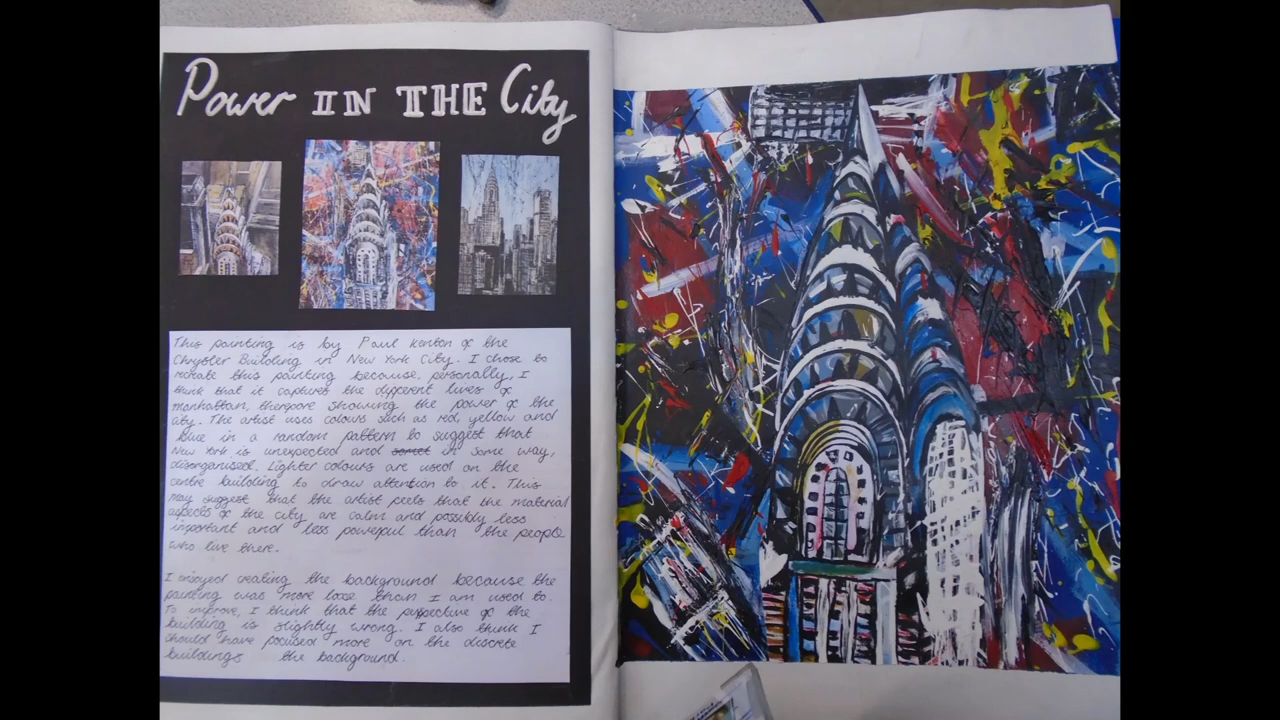 Power IN THE City
This painting is by Paul Kenton of the
Chrysler Building in New York City. I chose to
recreate this painting because, personally, I
think that it captures the different lives of
manhattan, therefore showing the power of the
city. The artist uses colours such as red, yellow and
blue in a random pattern to suggest that
New York is unexpected and in some way,
disorganised. Lighter colours are used on the
centre building to draw attention to it. This
may suggest that the artist feels that the material
aspects of the city are calm and possibly less
important and less powerful than the people
who live there.
I enjoyed creating the background because the
painting was more loose than I am used to.
To improve, I think that the perspective of the
building is slightly wrong. I also think I
should have focused more on the discrete
buildings the background.